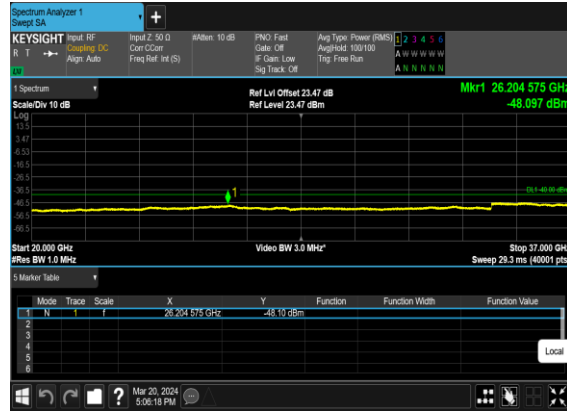 Spectrum Analyzer 1
Swept SA
+
KEYSIGHT Input: RF Input Z: 50 Ω #Atten: 10 dB PNO: Fast Avg Type: Power (RMS) 1 2 3 4 5 6
R T Coupling: DC Corr CCorr Gate: Off Avg|Hold: 100/100 A W W W W W
Align: Auto Freq Ref: Int (S) IF Gain: Low Trig: Free Run
Sig Track: Off A N N N N N
1 Spectrum Ref Lvl Offset 23.47 dB Mkr1 26.204 575 GHz
Scale/Div 10 dB Ref Level 23.47 dBm -48.097 dBm
Log
13.5
3.47
-6.53
-16.5
-26.5
-36.5 1 DL1 -40.00 dBm
-46.5
-56.5
-66.5
Start 20.000 GHz Video BW 3.0 MHz* Stop 37.000 GHz
#Res BW 1.0 MHz Sweep 29.3 ms (40001 pts)
5 Marker Table
Mode Trace Scale X Y Function Function Width Function Value
1 N 1 f 26.204 575 GHz -48.10 dBm
2
3
4
5
6
Local
? Mar 20, 2024
5:06:18 PM